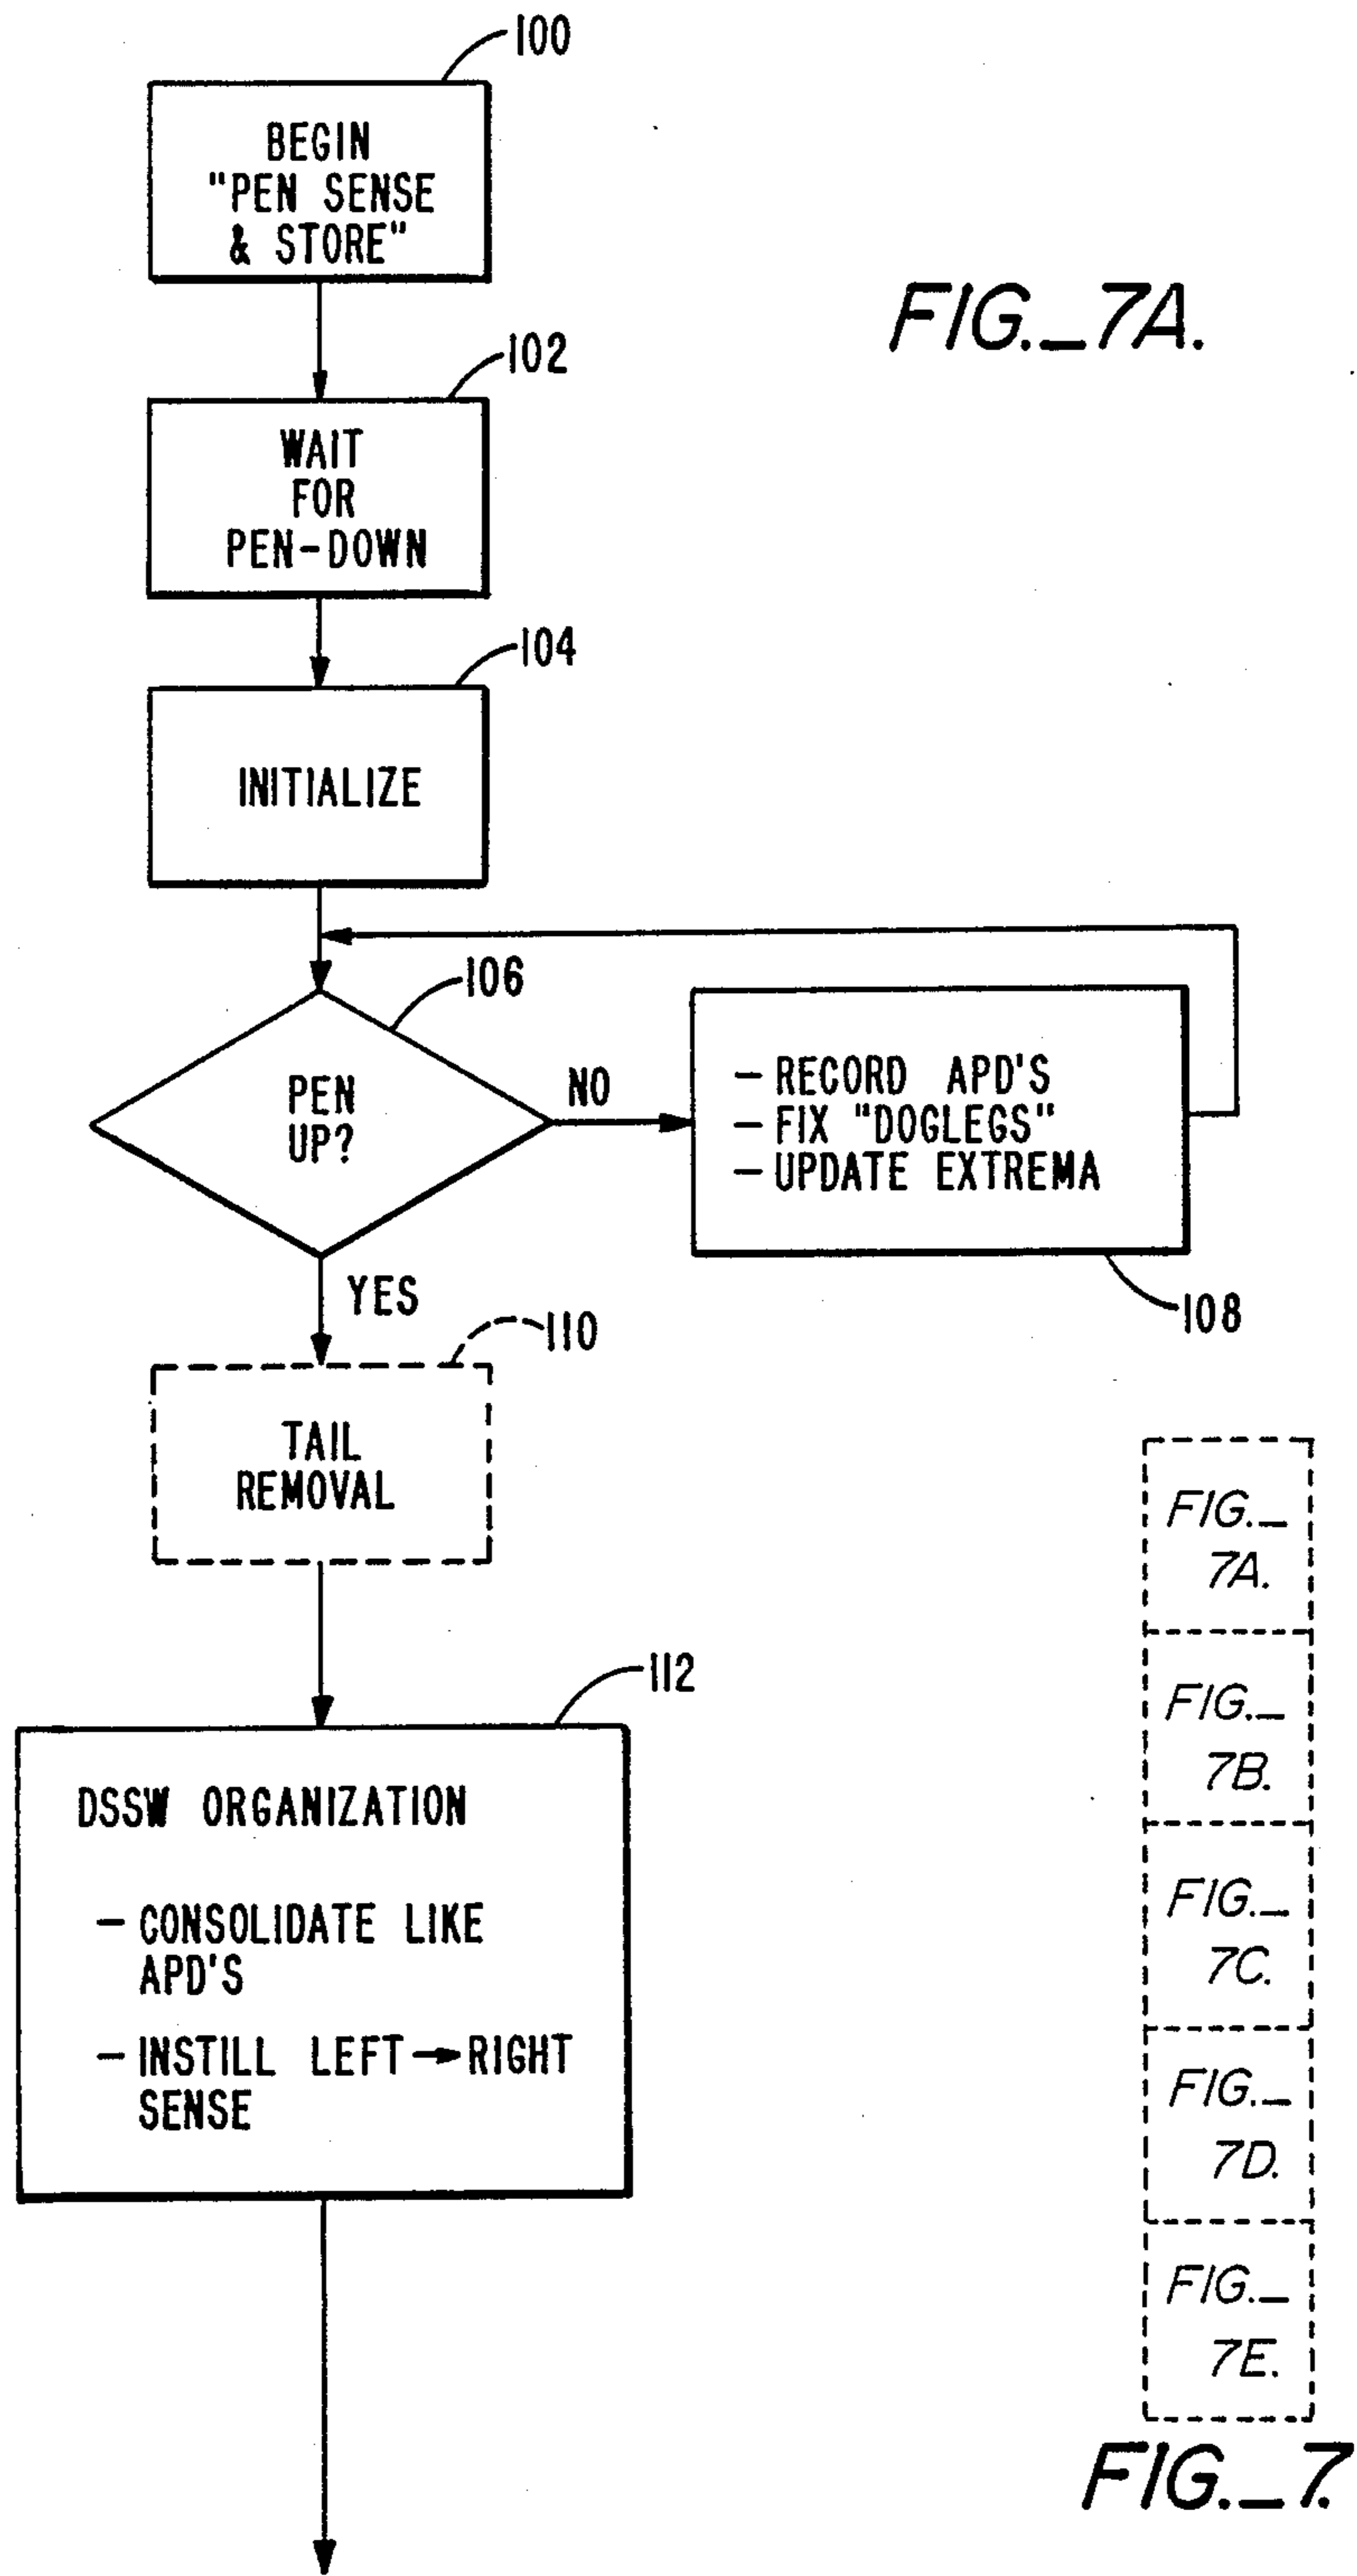 100
BEGIN
"PEN SENSE
& STORE"
FIG._7A.
102
WAIT
FOR
PEN-DOWN
104
INITIALIZE
106
PEN
UP?
NO
- RECORD APD'S
- FIX "DOGLEGS"
- UPDATE EXTREMA
108
YES
110
TAIL
REMOVAL
112
DSSW ORGANIZATION
- CONSOLIDATE LIKE
APD'S
- INSTILL LEFT→RIGHT
SENSE
FIG._
7A.
FIG._
7B.
FIG._
7C.
FIG._
7D.
FIG._
7E.
FIG._7.